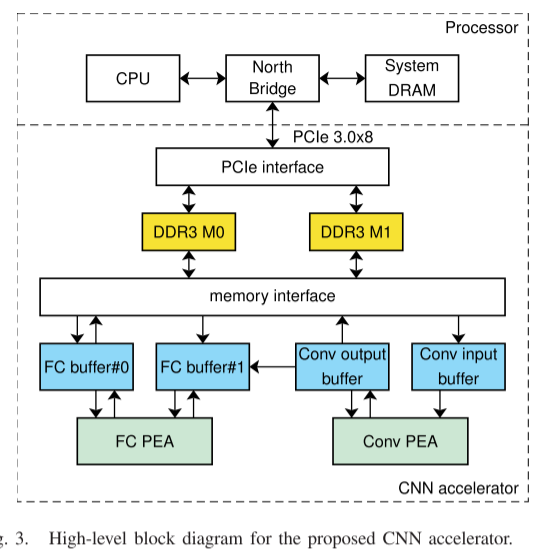 Processor
CPU
North
Bridge
System
DRAM
PCIe 3.0x8
PCIe interface
DDR3 M0
DDR3 M1
memory interface
FC buffer#0
FC buffer#1
Conv output
buffer
Conv input
buffer
FC PEA
Conv PEA
CNN accelerator
g. 3. High-level block diagram for the proposed CNN accelerator.